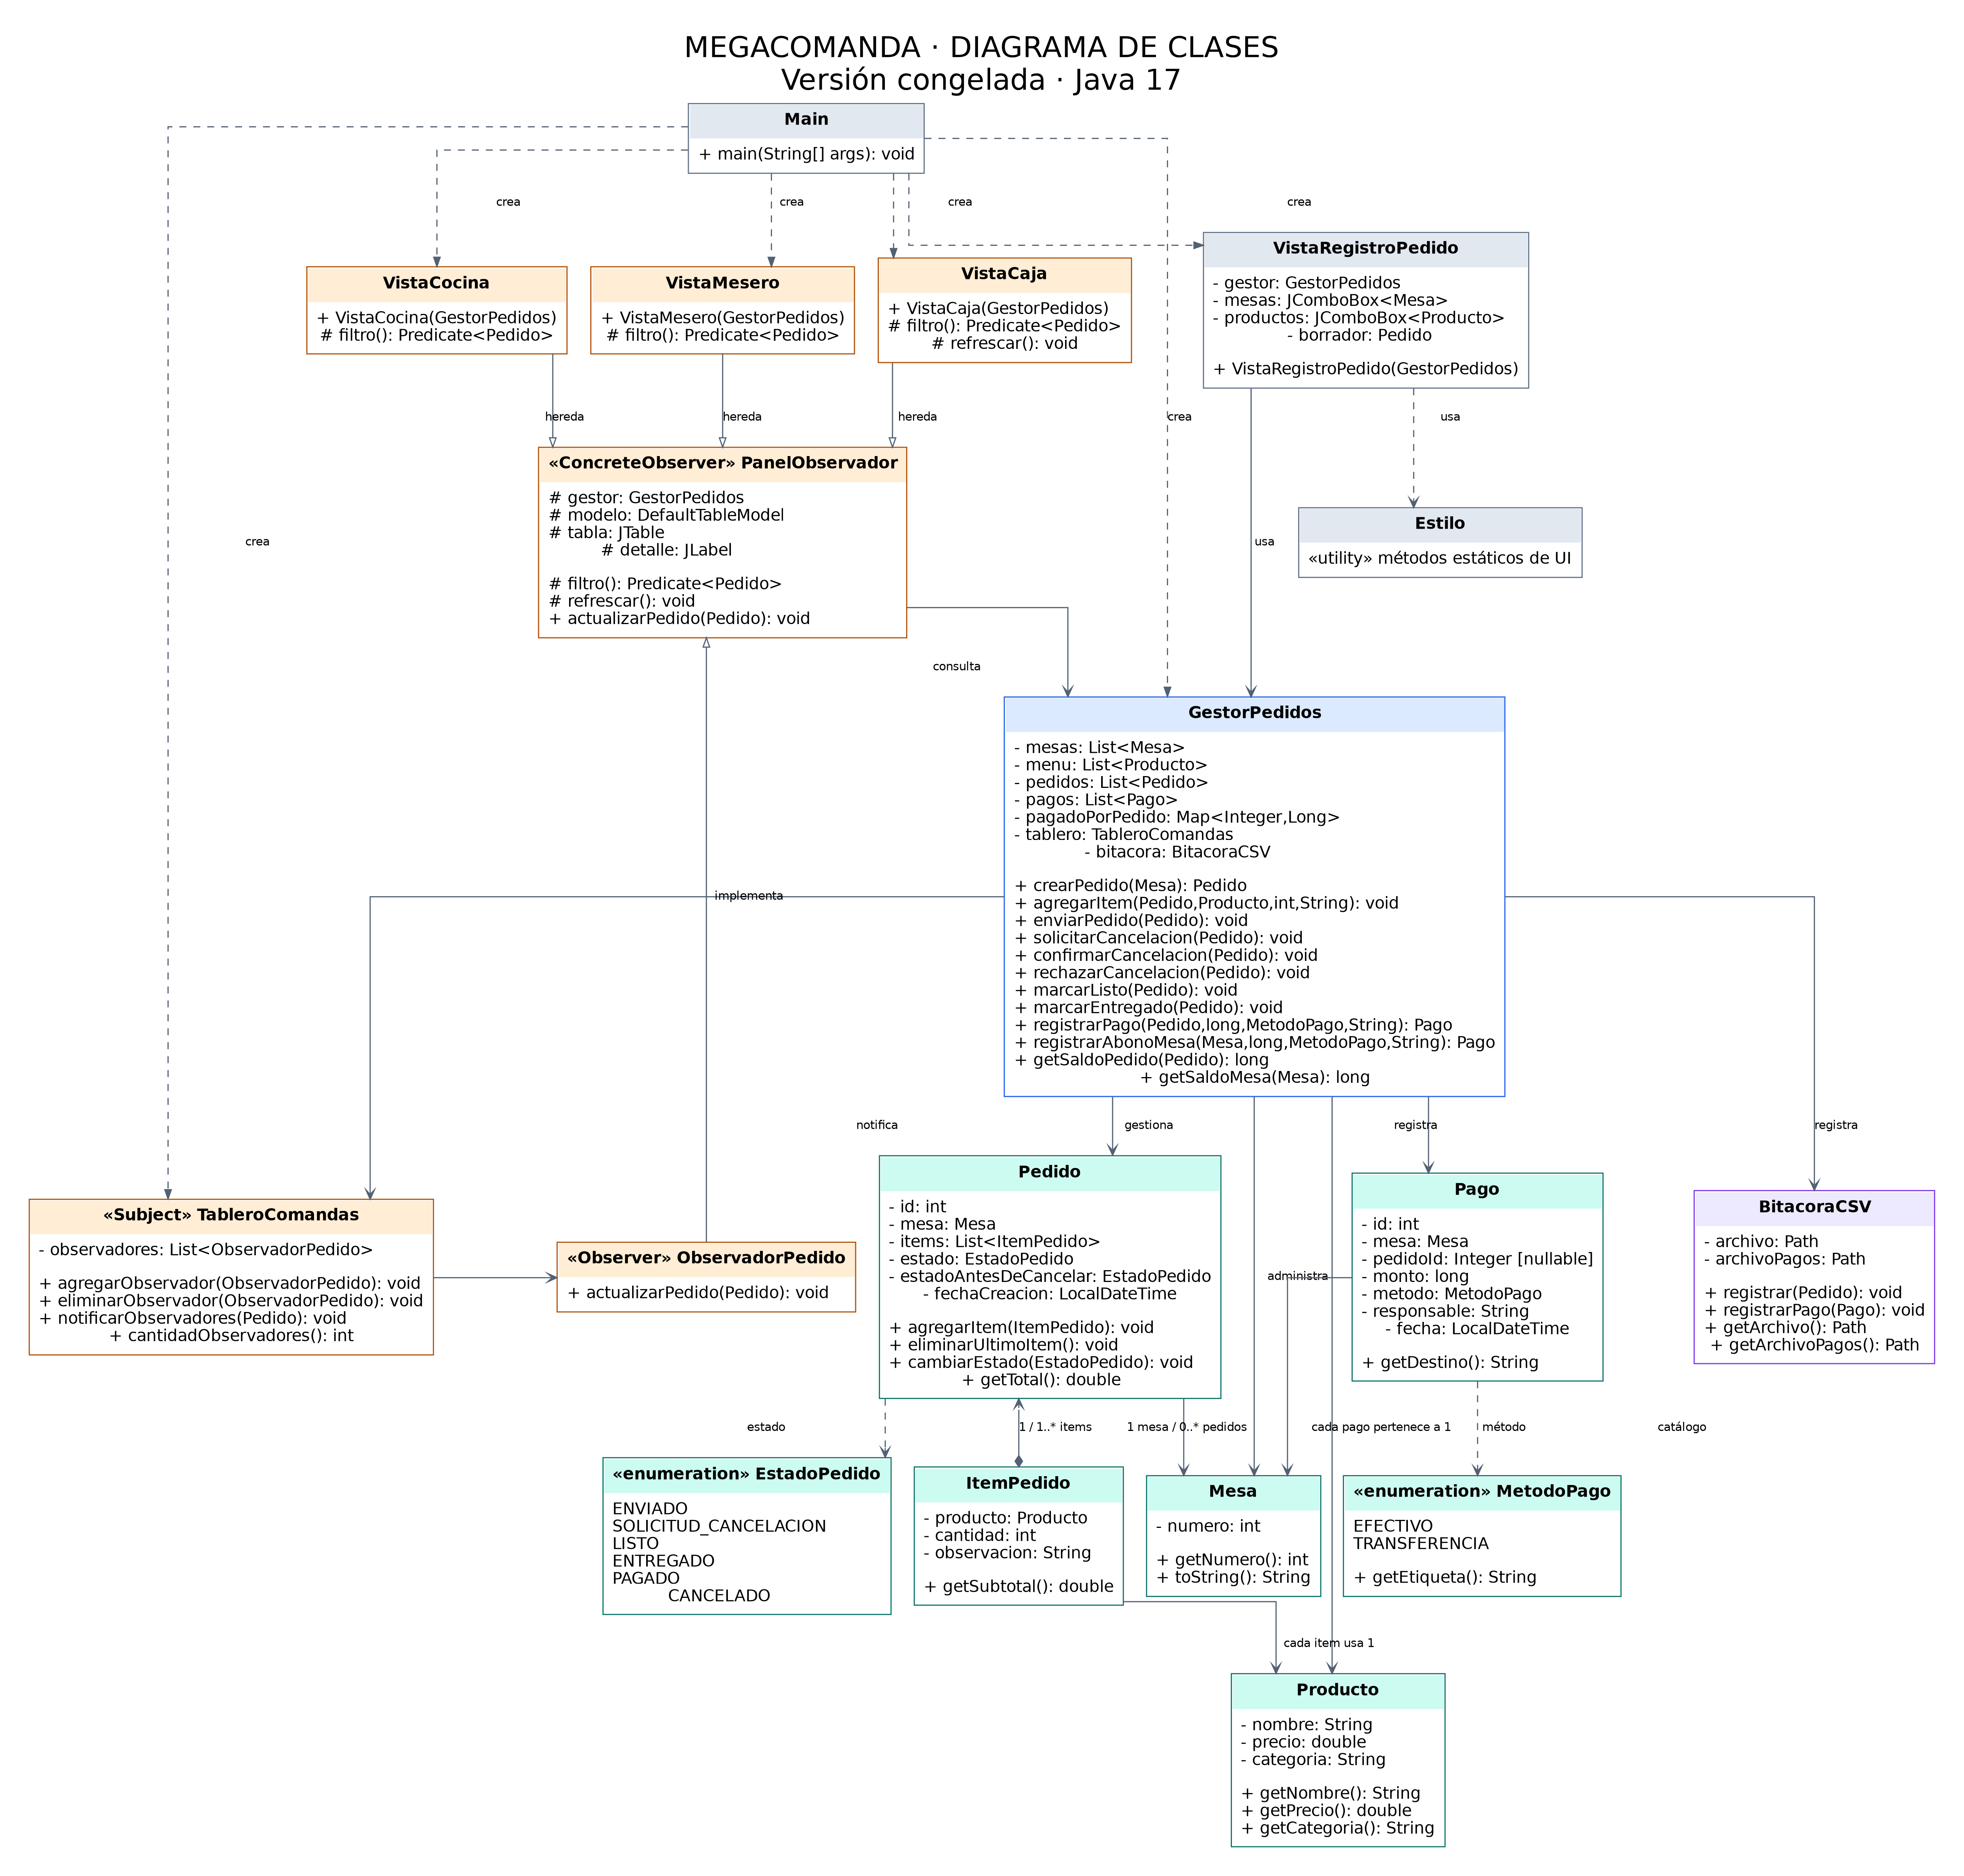 MEGACOMANDA · DIAGRAMA DE CLASES
Versión congelada · Java 17
Main
+ main(String[] args): void
crea
crea
crea
crea
VistaCocina
+ VistaCocina(GestorPedidos)
# filtro(): Predicate<Pedido>
VistaMesero
+ VistaMesero(GestorPedidos)
# filtro(): Predicate<Pedido>
VistaCaja
+ VistaCaja(GestorPedidos)
# filtro(): Predicate<Pedido>
# refrescar(): void
VistaRegistroPedido
- gestor: GestorPedidos
- mesas: JComboBox<Mesa>
- productos: JComboBox<Producto>
- borrador: Pedido
+ VistaRegistroPedido(GestorPedidos)
hereda
hereda
hereda
crea
usa
«ConcreteObserver» PanelObservador
# gestor: GestorPedidos
# modelo: DefaultTableModel
# tabla: JTable
# detalle: JLabel
# filtro(): Predicate<Pedido>
# refrescar(): void
+ actualizarPedido(Pedido): void
crea
usa
Estilo
«utility» métodos estáticos de UI
consulta
GestorPedidos
- mesas: List<Mesa>
- menu: List<Producto>
- pedidos: List<Pedido>
- pagos: List<Pago>
- pagadoPorPedido: Map<Integer,Long>
- tablero: TableroComandas
- bitacora: BitacoraCSV
+ crearPedido(Mesa): Pedido
+ agregarItem(Pedido,Producto,int,String): void
+ enviarPedido(Pedido): void
+ solicitarCancelacion(Pedido): void
+ confirmarCancelacion(Pedido): void
+ rechazarCancelacion(Pedido): void
+ marcarListo(Pedido): void
+ marcarEntregado(Pedido): void
+ registrarPago(Pedido,long,MetodoPago,String): Pago
+ registrarAbonoMesa(Mesa,long,MetodoPago,String): Pago
+ getSaldoPedido(Pedido): long
+ getSaldoMesa(Mesa): long
implementa
notifica
gestiona
registra
registra
«Subject» TableroComandas
- observadores: List<ObservadorPedido>
+ agregarObservador(ObservadorPedido): void
+ eliminarObservador(ObservadorPedido): void
+ notificarObservadores(Pedido): void
+ cantidadObservadores(): int
«Observer» ObservadorPedido
+ actualizarPedido(Pedido): void
Pedido
- id: int
- mesa: Mesa
- items: List<ItemPedido>
- estado: EstadoPedido
- estadoAntesDeCancelar: EstadoPedido
- fechaCreacion: LocalDateTime
+ agregarItem(ItemPedido): void
+ eliminarUltimoItem(): void
+ cambiarEstado(EstadoPedido): void
+ getTotal(): double
administra
Pago
- id: int
- mesa: Mesa
- pedidoId: Integer [nullable]
- monto: long
- metodo: MetodoPago
- responsable: String
- fecha: LocalDateTime
+ getDestino(): String
BitacoraCSV
- archivo: Path
- archivoPagos: Path
+ registrar(Pedido): void
+ registrarPago(Pago): void
+ getArchivo(): Path
+ getArchivoPagos(): Path
estado
1 / 1..* items
1 mesa / 0..* pedidos
cada pago pertenece a 1
método
catálogo
«enumeration» EstadoPedido
ENVIADO
SOLICITUD_CANCELACION
LISTO
ENTREGADO
PAGADO
CANCELADO
ItemPedido
- producto: Producto
- cantidad: int
- observacion: String
+ getSubtotal(): double
Mesa
- numero: int
+ getNumero(): int
+ toString(): String
«enumeration» MetodoPago
EFECTIVO
TRANSFERENCIA
+ getEtiqueta(): String
cada item usa 1
Producto
- nombre: String
- precio: double
- categoria: String
+ getNombre(): String
+ getPrecio(): double
+ getCategoria(): String